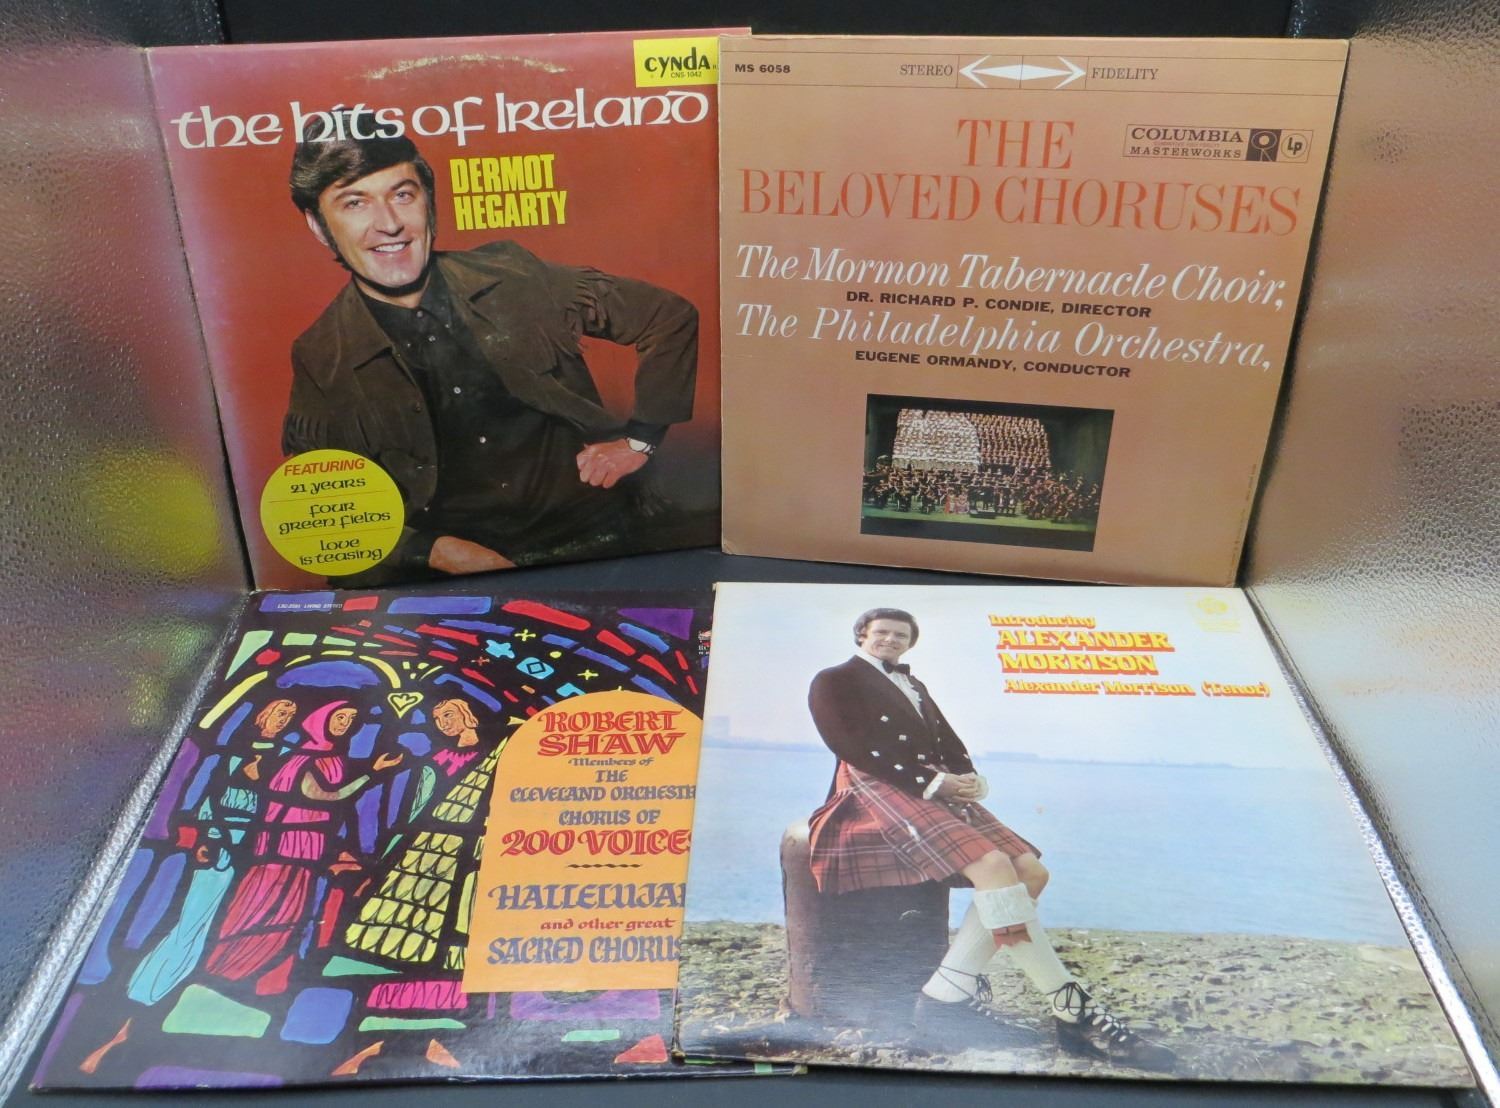 cynda
CNS-1042
the hits of Ireland
DERMOT
HEGARTY
FEATURING
21 years
four
green fields
love
is teasing
MS 6058
STEREO
FIDELITY
COLUMBIA
MASTERWORKS
Lp
THE
BELOVED CHORUSES
The Mormon Tabernacle Choir,
DR. RICHARD P. CONDIE, DIRECTOR
The Philadelphia Orchestra,
EUGENE ORMANDY, CONDUCTOR
LIVING STEREO
ROBERT
SHAW
Members of
THE
CLEVELAND ORCHESTR
CHORUS OF
200 VOICES
HALLELUJAH
and other great
SACRED CHORUS
Introducing
ALEXANDER
MORRISON
Alexander Morrison (Tenor)